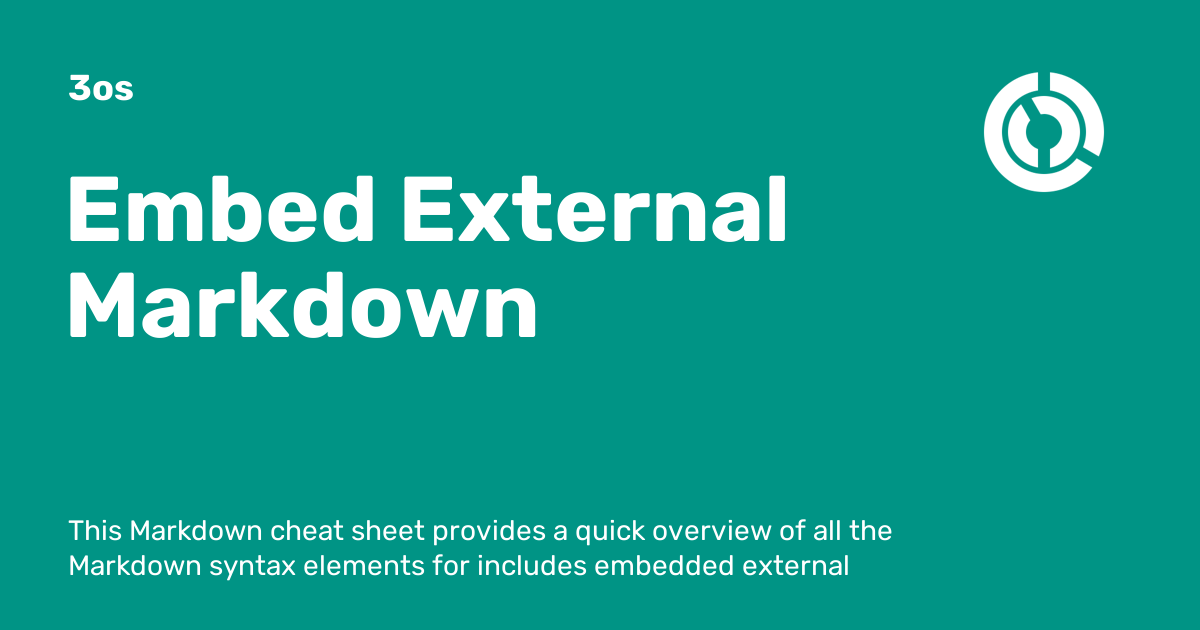 3os
Embed External
Markdown
This Markdown cheat sheet provides a quick overview of all the
Markdown syntax elements for includes embedded external